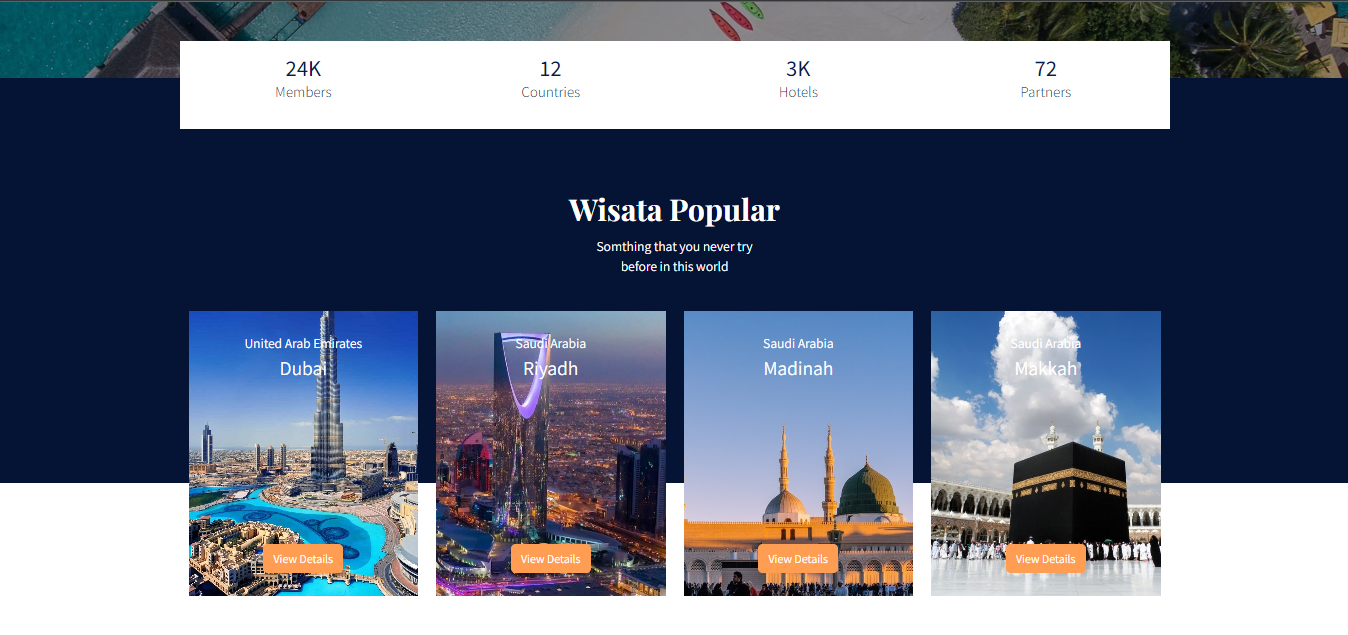 24K
12
3K
72
Members
Countries
Hotels
Partners
Wisata Popular
Somthing that you never try
before in this world
United Arab Emirates
Dubai
Saudi Arabia
Riyadh
Saudi Arabia
Madinah
Saudi Arabia
Makkah
View Details
View Details
View Details
View Details